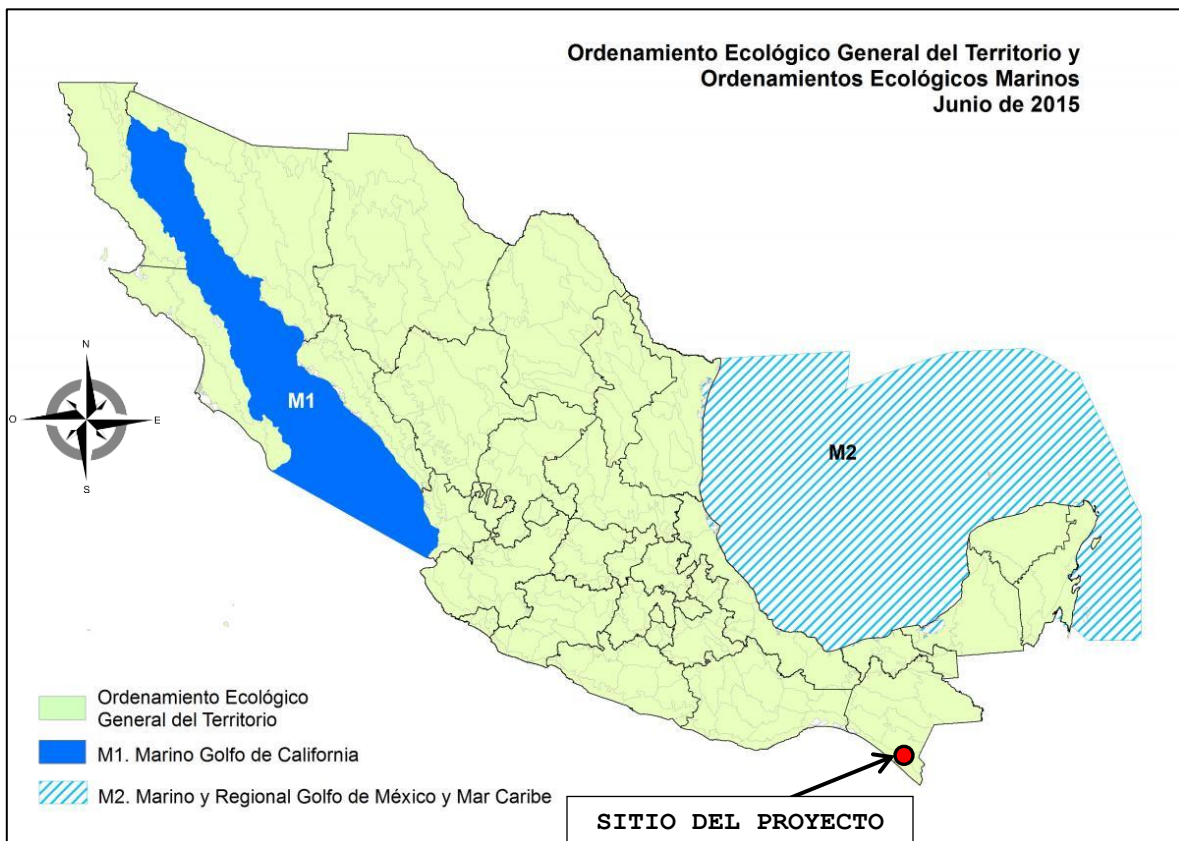 Ordenamiento Ecológico General del Territorio y
Ordenamientos Ecológicos Marinos
Junio de 2015
M1
N
O
E
S
M2
Ordenamiento Ecológico
General del Territorio
M1. Marino Golfo de California
M2. Marino y Regional Golfo de México y Mar Caribe
SITIO DEL PROYECTO